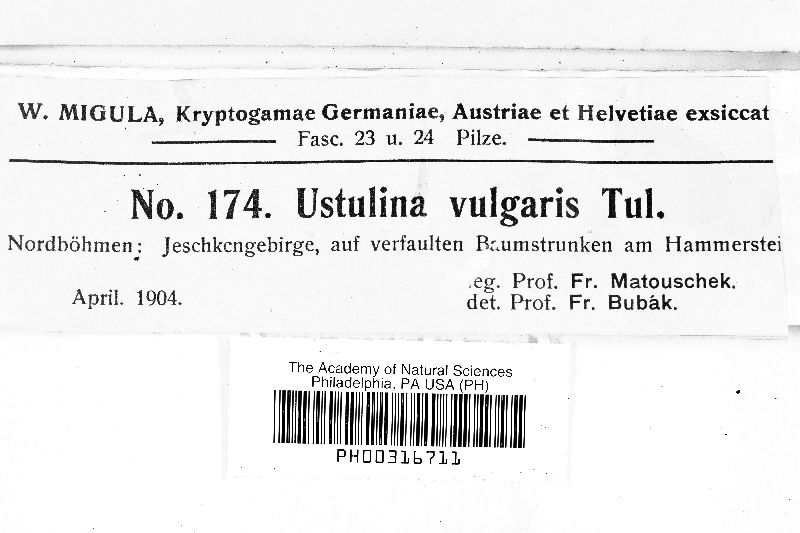 W. MIGULA, Kryptogamae Germaniae, Austriae et Helvetiae exsiccat
Fasc. 23 u. 24 Pilze.
No. 174. Ustulina vulgaris Tul.
Nordböhmen: Jeschkengebirge, auf verfaulten Baumstrunken am Hammerstei
eg. Prof. Fr. Matouschek.
April. 1904.
det. Prof. Fr. Bubák.
The Academy of Natural Sciences
Philadelphia, PA USA (PH)
PH00316711